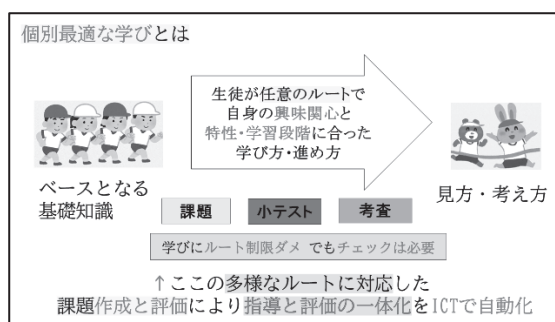 個別最適な学びとは
生徒が任意のルートで
自身の興味関心と
特性・学習段階に合った
学び方・進め方
ベースとなる
基礎知識
見方・考え方
課題
小テスト
考査
学びにルート制限ダメ でもチェックは必要
↑ここの多様なルートに対応した
課題作成と評価により指導と評価の一体化をICTで自動化